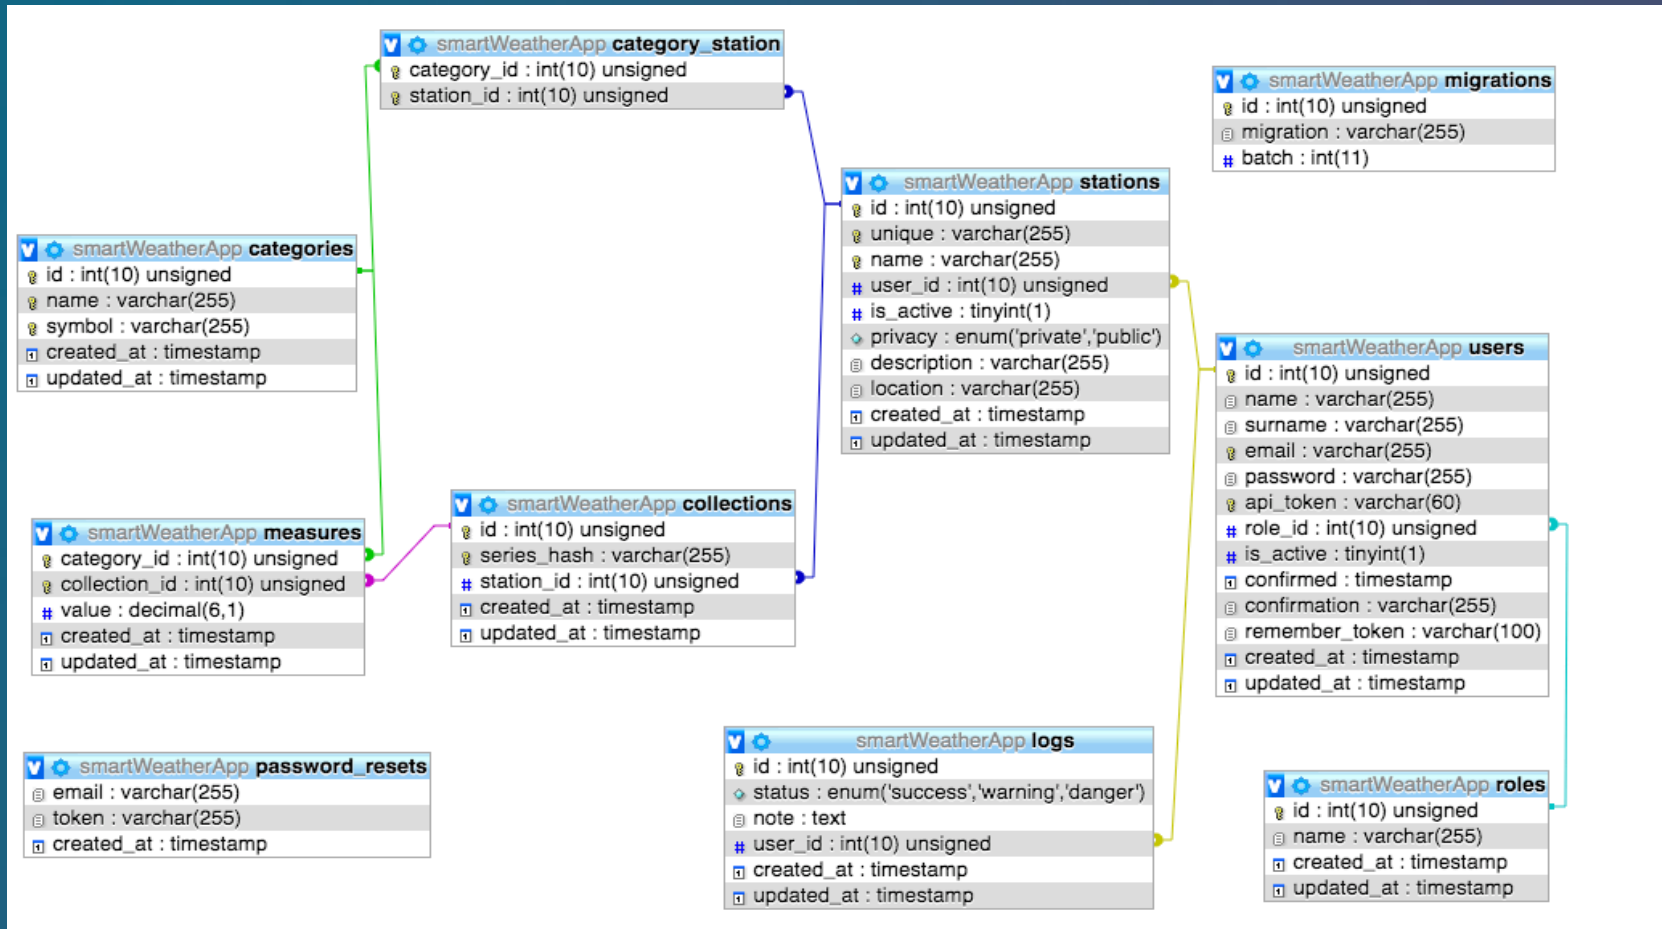 smartWeatherApp category_station
category_id : int(10) unsigned
station_id : int(10) unsigned
smartWeatherApp migrations
id : int(10) unsigned
migration : varchar(255)
batch : int(11)
smartWeatherApp stations
id : int(10) unsigned
unique : varchar(255)
name : varchar(255)
user_id : int(10) unsigned
is_active : tinyint(1)
privacy : enum('private','public')
description : varchar(255)
location : varchar(255)
created_at : timestamp
updated_at : timestamp
smartWeatherApp categories
id : int(10) unsigned
name : varchar(255)
symbol : varchar(255)
created_at : timestamp
updated_at : timestamp
smartWeatherApp users
id : int(10) unsigned
name : varchar(255)
surname : varchar(255)
email : varchar(255)
password : varchar(255)
api_token : varchar(60)
role_id : int(10) unsigned
is_active : tinyint(1)
confirmed : timestamp
confirmation : varchar(255)
remember_token : varchar(100)
created_at : timestamp
updated_at : timestamp
smartWeatherApp collections
id : int(10) unsigned
series_hash : varchar(255)
station_id : int(10) unsigned
created_at : timestamp
updated_at : timestamp
smartWeatherApp measures
category_id : int(10) unsigned
collection_id : int(10) unsigned
value : decimal(6,1)
created_at : timestamp
updated_at : timestamp
smartWeatherApp password_resets
email : varchar(255)
token : varchar(255)
created_at : timestamp
smartWeatherApp logs
id : int(10) unsigned
status : enum('success','warning','danger')
note : text
user_id : int(10) unsigned
created_at : timestamp
updated_at : timestamp
smartWeatherApp roles
id : int(10) unsigned
name : varchar(255)
created_at : timestamp
updated_at : timestamp